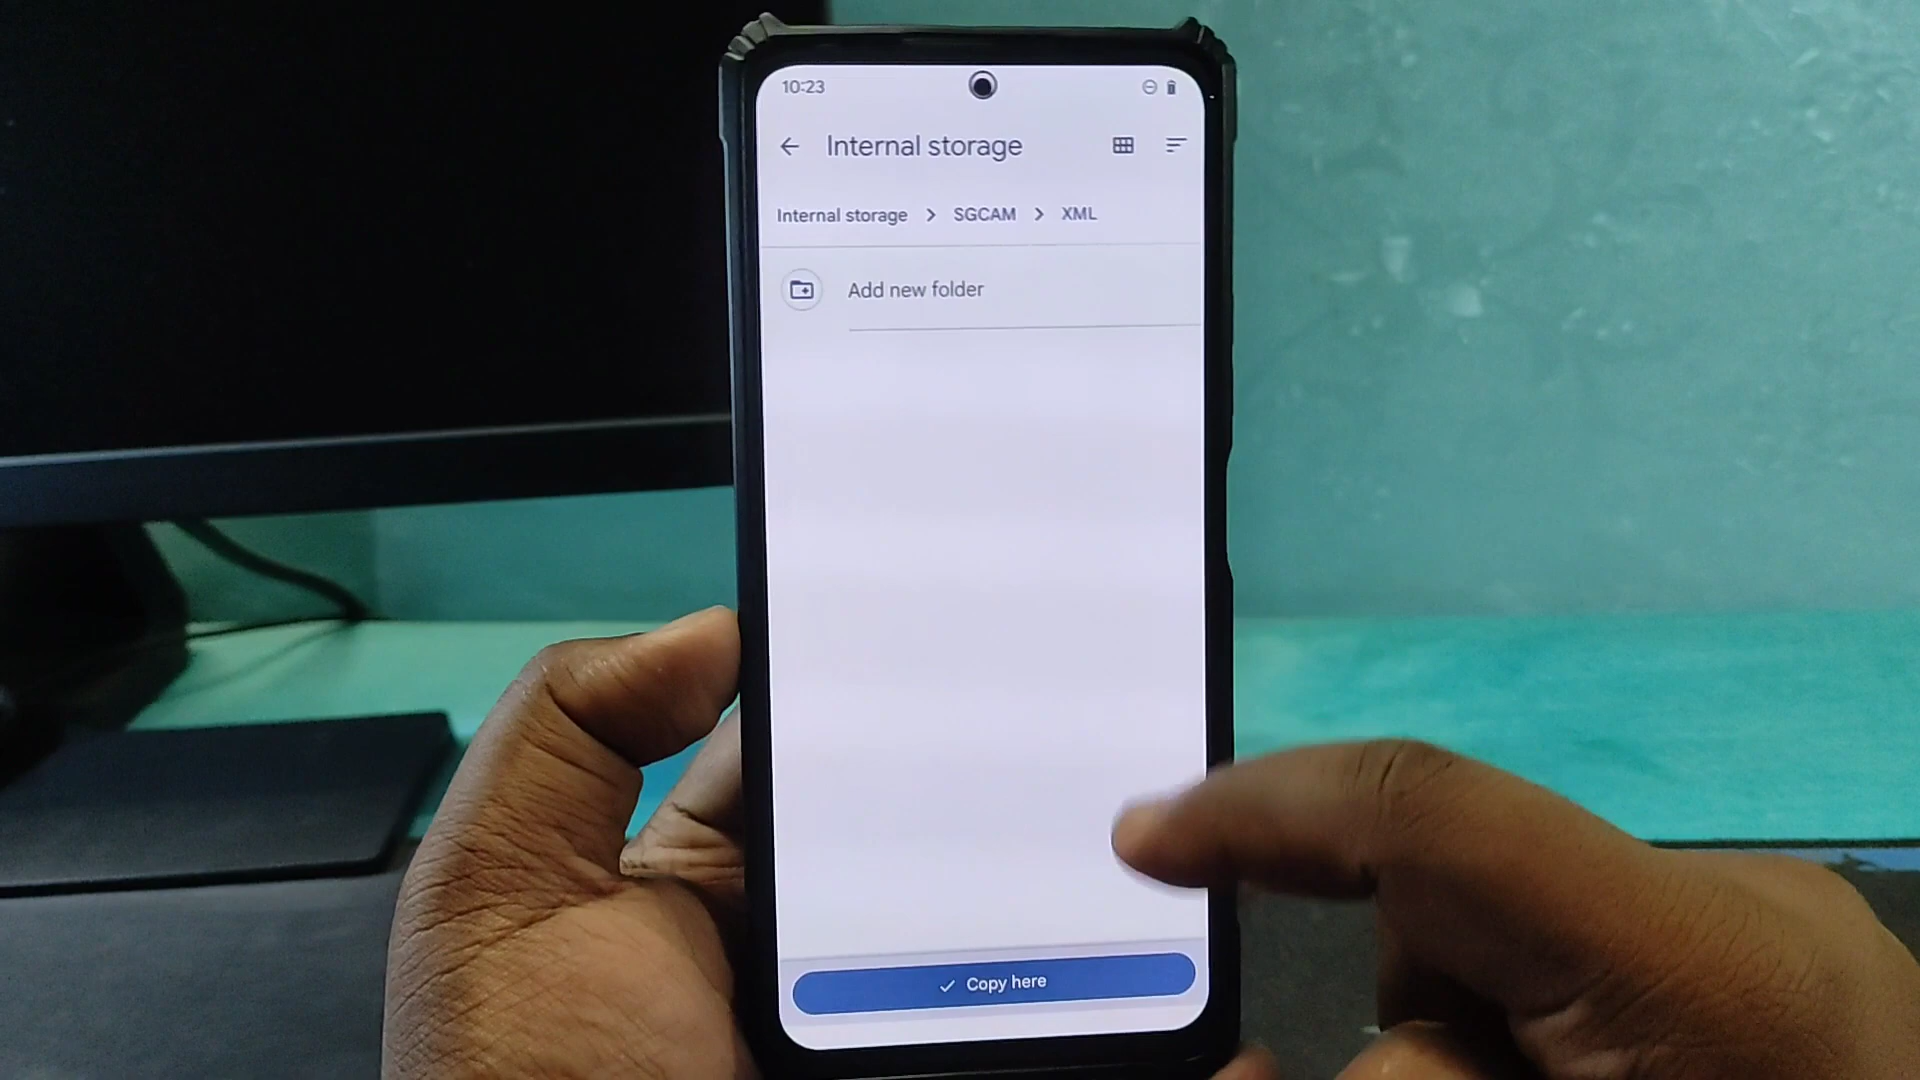 10:23
Internal storage
Internal storage > SGCAM > XML
Add new folder
Copy here